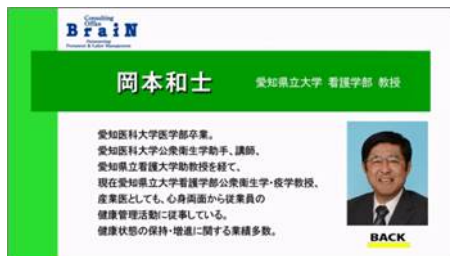 Consulting
Office
BraiN
Outsourcing
Personnel & Labor Management
岡本和士 愛知県立大学 看護学部 教授
愛知医科大学医学部卒業。
愛知医科大学公衆衛生学助手、講師、
愛知県立看護大学助教授を経て、
現在愛知県立大学看護学部公衆衛生学・疫学教授、
産業医としても、心身両面から従業員の
健康管理活動に従事している。
健康状態の保持・増進に関する業績多数。
BACK